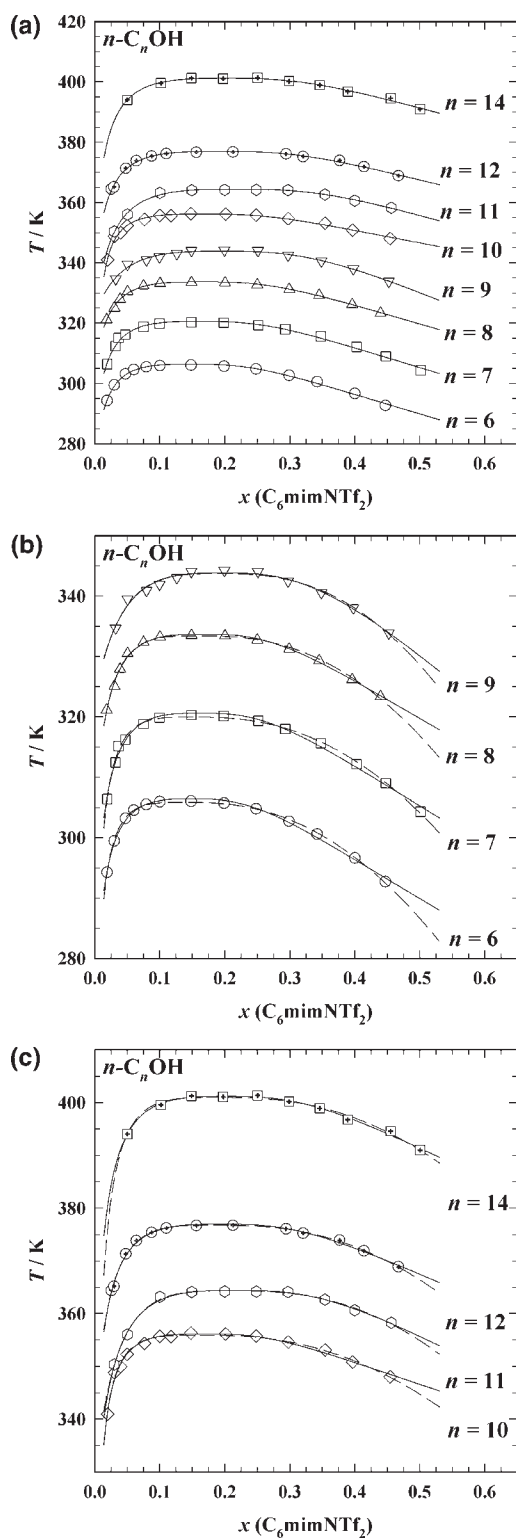 (a)
n-CnOH
420
400
380
360
340
320
300
280
T / K
n = 14
n = 12
n = 11
n = 10
n = 9
n = 8
n = 7
n = 6
0.0 0.1 0.2 0.3 0.4 0.5 0.6
x (C6mimNTf2)
(b)
n-CnOH
340
320
300
280
T / K
n = 9
n = 8
n = 7
n = 6
0.0 0.1 0.2 0.3 0.4 0.5 0.6
x (C6mimNTf2)
(c)
n-CnOH
400
380
360
340
T / K
n = 14
n = 12
n = 11
n = 10
0.0 0.1 0.2 0.3 0.4 0.5 0.6
x (C6mimNTf2)